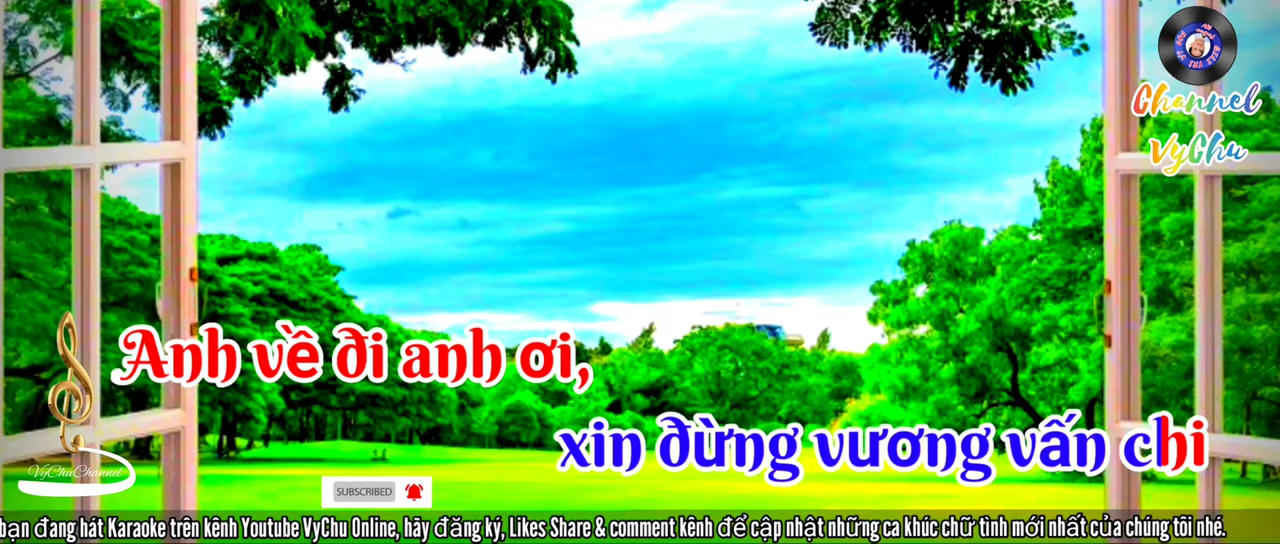 Channel
VyChu
Anh về đi anh ơi,
xin đừng vương vấn chi
VyChuChannel
SUBSCRIBED
bạn đang hát Karaoke trên kênh Youtube VyChu Online, hãy đăng ký, Likes Share & comment kênh để cập nhật những ca khúc chữ tình mới nhất của chúng tôi nhé.